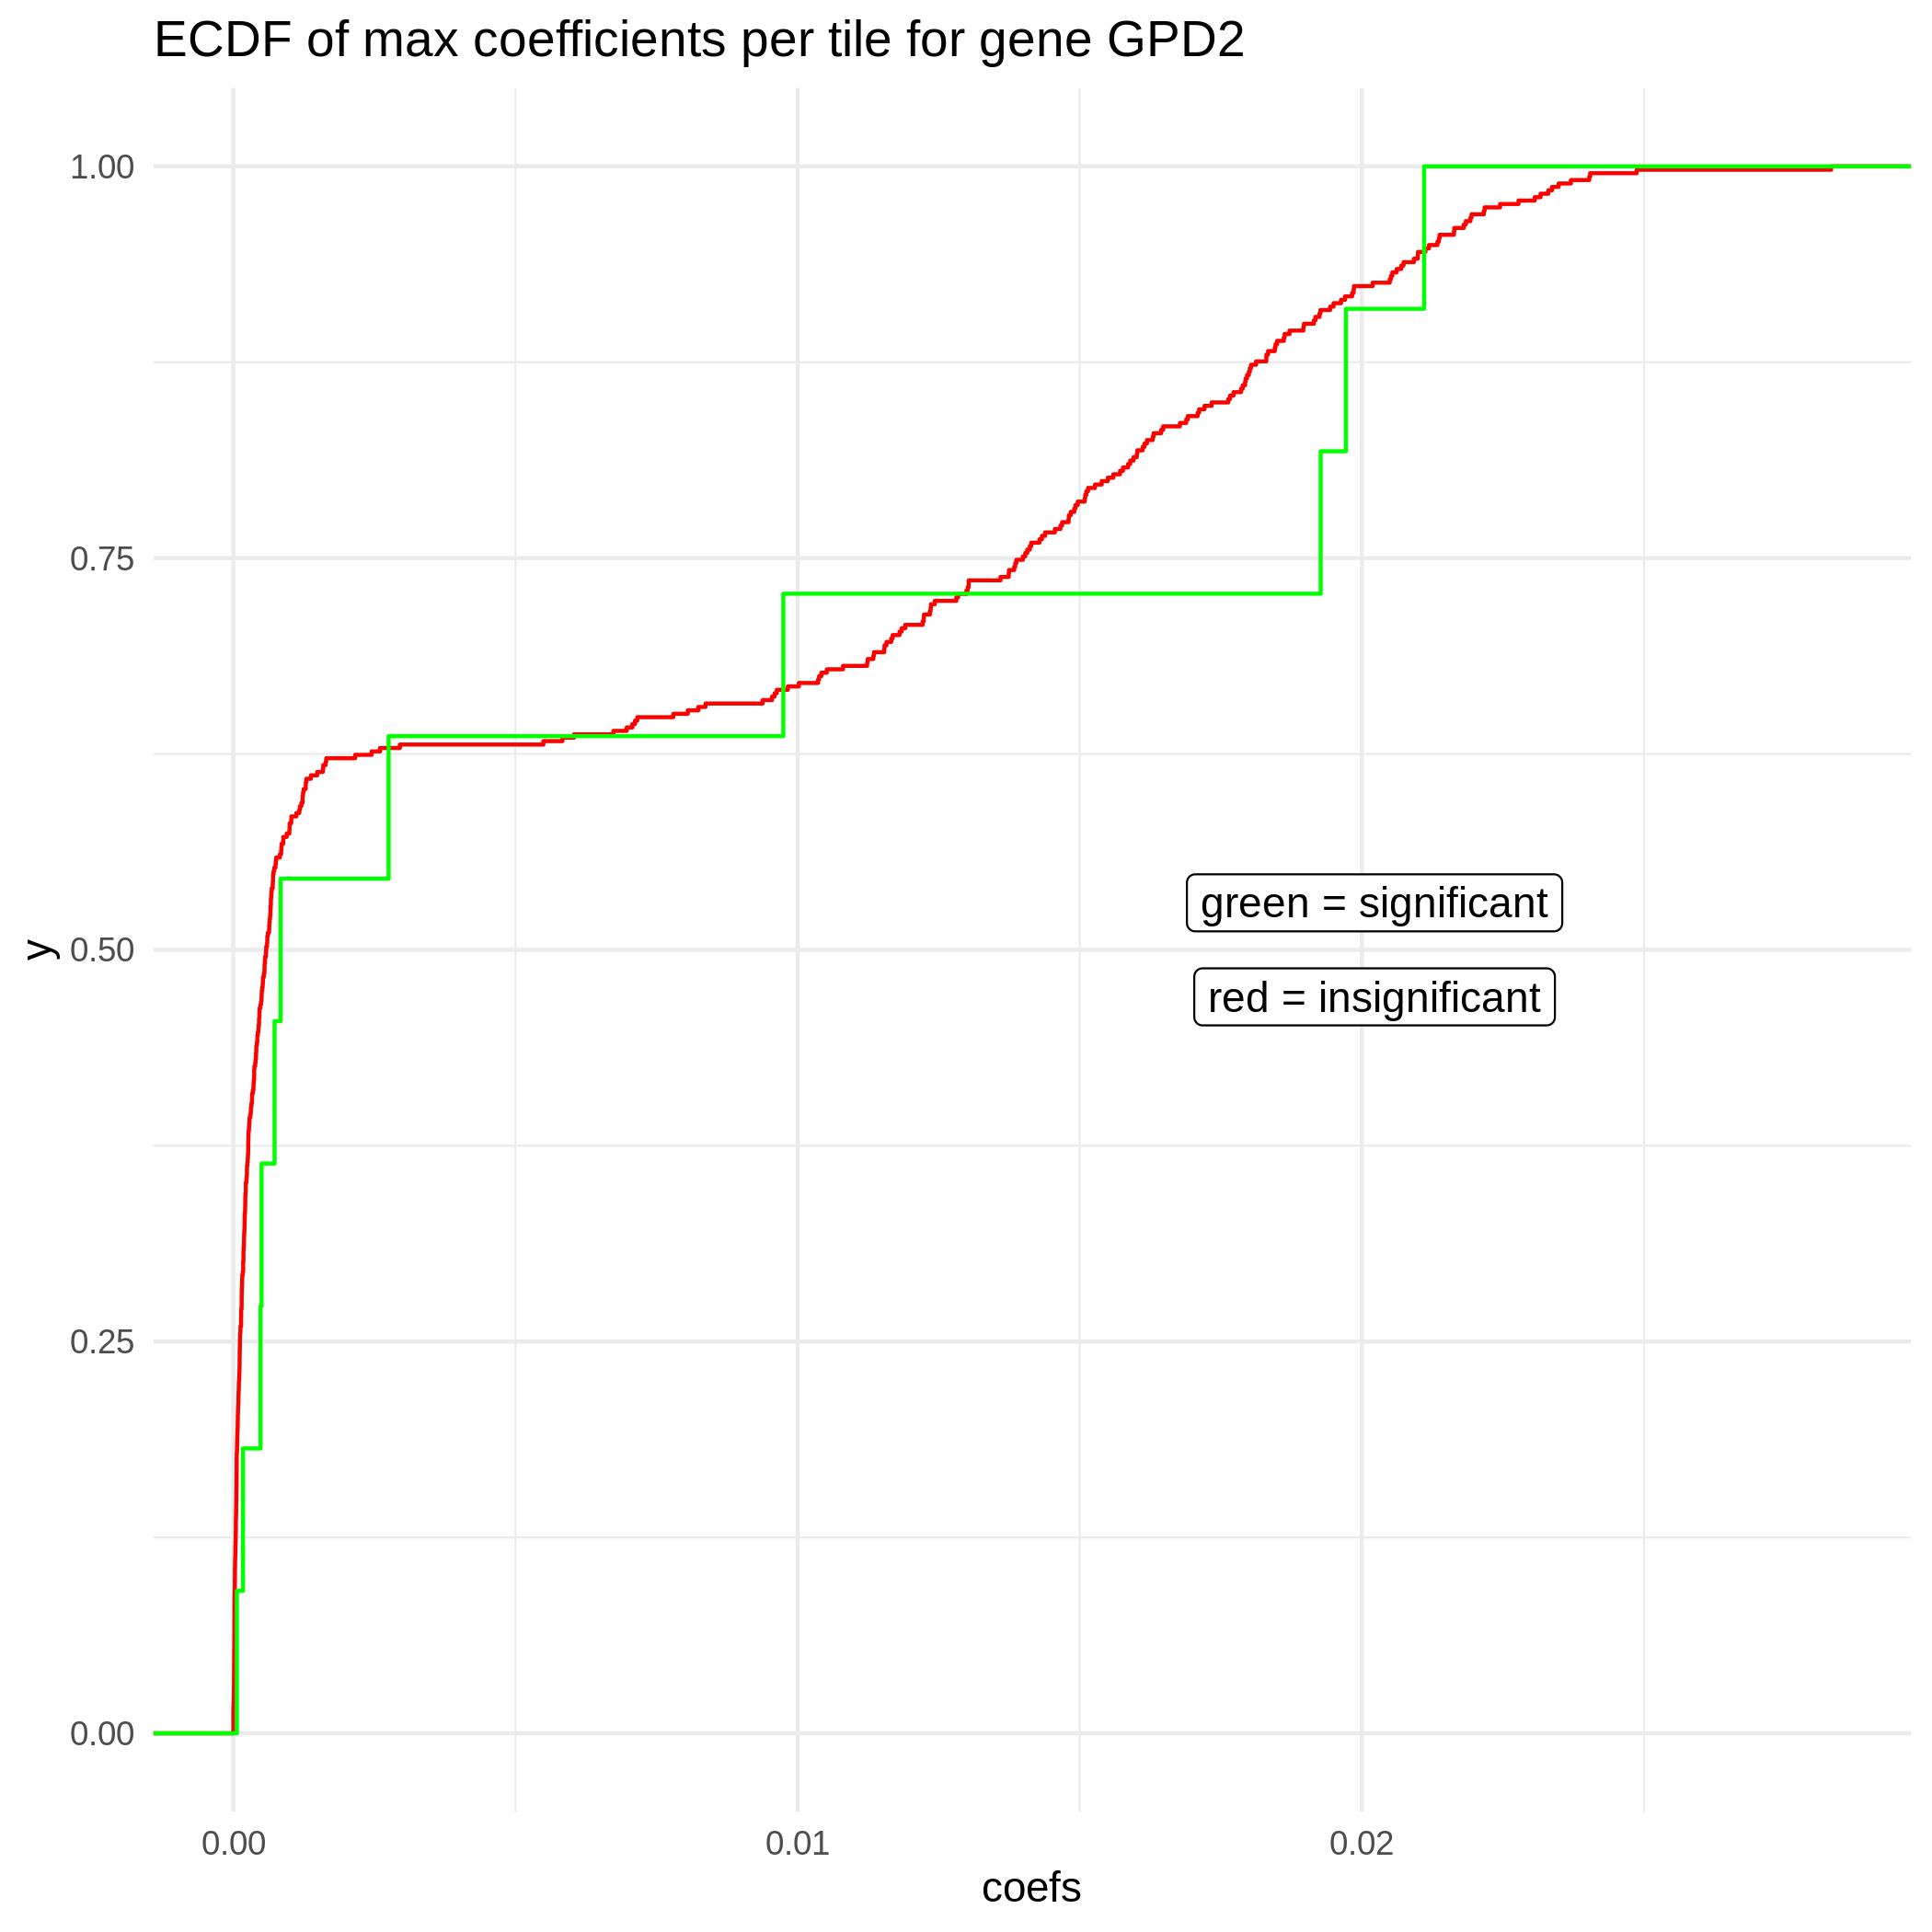 ECDF of max coefficients per tile for gene GPD2
1.00
0.75
0.50
0.25
0.00
y
green = significant
red = insignificant
0.00 0.01 0.02
coefs